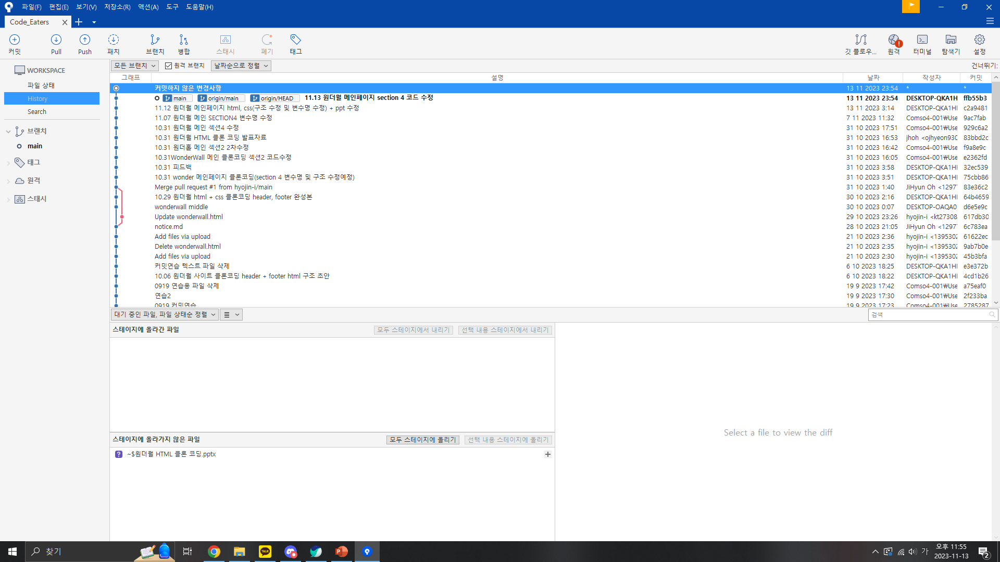 파일(F) 편집(E) 보기(V) 저장소(R) 액션(A) 도구 도움말(H)
Code_Eaters
커밋 Pull Push 패치 브랜치 병합 스태시 폐기 태그 깃 플로우... 원격 터미널 탐색기 설정
WORKSPACE
파일 상태
History
Search
브랜치
main
태그
원격
스태시
모든 브랜치 원격 브랜치 날짜순으로 정렬 건너뛰기:
그래프 설명 날짜 작성자 커밋
커밋하지 않은 변경사항 13 11 2023 23:54 * *
main origin/main origin/HEAD 11.13 원더월 메인페이지 section 4 코드 수정 13 11 2023 23:54 DESKTOP-QKA1H ffb55b3
11.12 원더월 메인페이지 html, css(구조 수정 및 변수명 수정) + ppt 수정 13 11 2023 3:14 DESKTOP-QKA1HI c2a9481
11.07 원더월 메인 SECTION4 변수명 수정 7 11 2023 11:32 Comso4-001₩Use 9ac7fab
10.31 원더월 메인 섹션4 수정 31 10 2023 17:51 Comso4-001₩Use 929c6a2
10.31 원더월 HTML 클론 코딩 발표자료 31 10 2023 16:53 jhoh <ojhyeon930 83bbd2c
10.31 원더홀 메인 섹션2 2차수정 31 10 2023 16:42 Comso4-001₩Use f9a8e9c
10.31WonderWall 메인 클론코딩 섹션2 코드수정 31 10 2023 16:05 Comso4-001₩Use e2362fd
10.31 피드백 31 10 2023 3:58 DESKTOP-QKA1HI 32ec539
10.31 wonder 메인페이지 클론코딩(section 4 변수명 및 구조 수정예정) 31 10 2023 3:51 DESKTOP-QKA1HI 75cbb86
Merge pull request #1 from hyojin-i/main 31 10 2023 1:40 JiHyun Oh <1297 83e36c2
10.29 원더월 html + css 클론코딩 header, footer 완성본 30 10 2023 2:16 DESKTOP-QKA1HI 64b4659
wonderwall middle 30 10 2023 0:07 DESKTOP-OAQA0 d6e5e9c
Update wonderwall.html 29 10 2023 23:26 hyojin-i <kt27308 617db30
notice.md 28 10 2023 21:05 JiHyun Oh <1297 6c783ea
Add files via upload 21 10 2023 2:36 hyojin-i <1395302 61622ec
Delete wonderwall.html 21 10 2023 2:35 hyojin-i <1395302 9ab7b0e
Add files via upload 21 10 2023 2:30 hyojin-i <1395302 45b3bfa
커밋연습 텍스트 파일 삭제 6 10 2023 18:25 DESKTOP-QKA1HI e3e372b
10.06 원더월 사이트 클론코딩 header + footer html 구조 초안 6 10 2023 18:22 DESKTOP-QKA1HI 4cd1b26
0919 연습용 파일 삭제 19 9 2023 17:42 Comso4-001₩Use a75eaf0
연습2 19 9 2023 17:30 Comso4-001₩Use 2f233ba
0919 커밋연습 19 9 2023 17:23 Comso4-001₩Use 2785287
대기 중인 파일, 파일 상태순 정렬 검색
스테이지에 올라간 파일 모두 스테이지에서 내리기 선택 내용 스테이지에서 내리기
Select a file to view the diff
스테이지에 올라가지 않은 파일 모두 스테이지에 올리기 선택 내용 스테이지에 올리기
~$원더월 HTML 클론 코딩.pptx
찾기 TALK 가 오후 11:55
2023-11-13 2